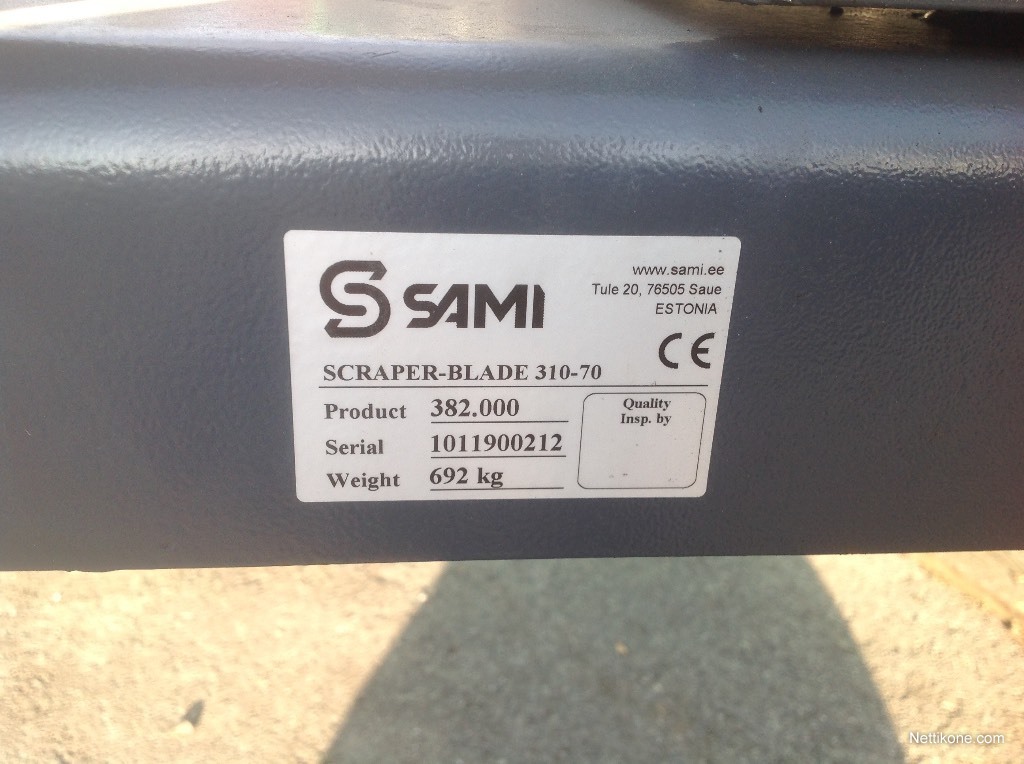 SAMI
www.sami.ee
Tule 20, 76505 Saue
ESTONIA
CE
SCRAPER-BLADE 310-70
Product 382.000
Serial 1011900212
Weight 692 kg
Quality
Insp. by
Nettikone.com